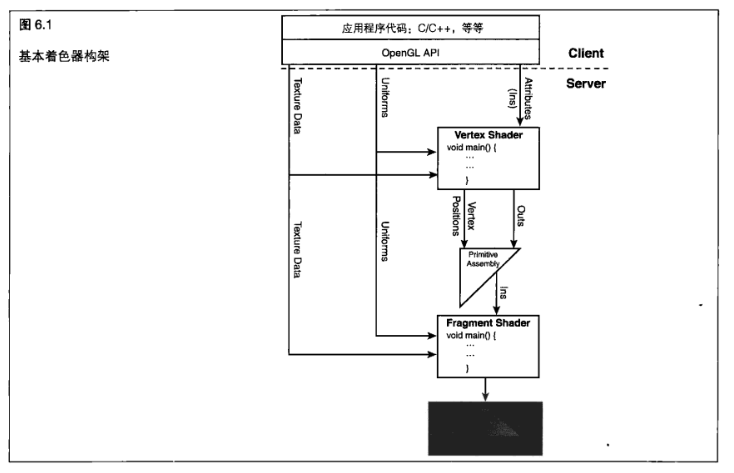 图 6.1
基本着色器构架
应用程序代码；C/C++，等等
OpenGL API
Client
Server
Texture Data
Uniforms
Attributes
(Ins)
Vertex Shader
void main() {
...
...
}
Vertex
Positions
Outs
Texture Data
Uniforms
Primitive
Assembly
Ins
Fragment Shader
void main() {
...
...
}